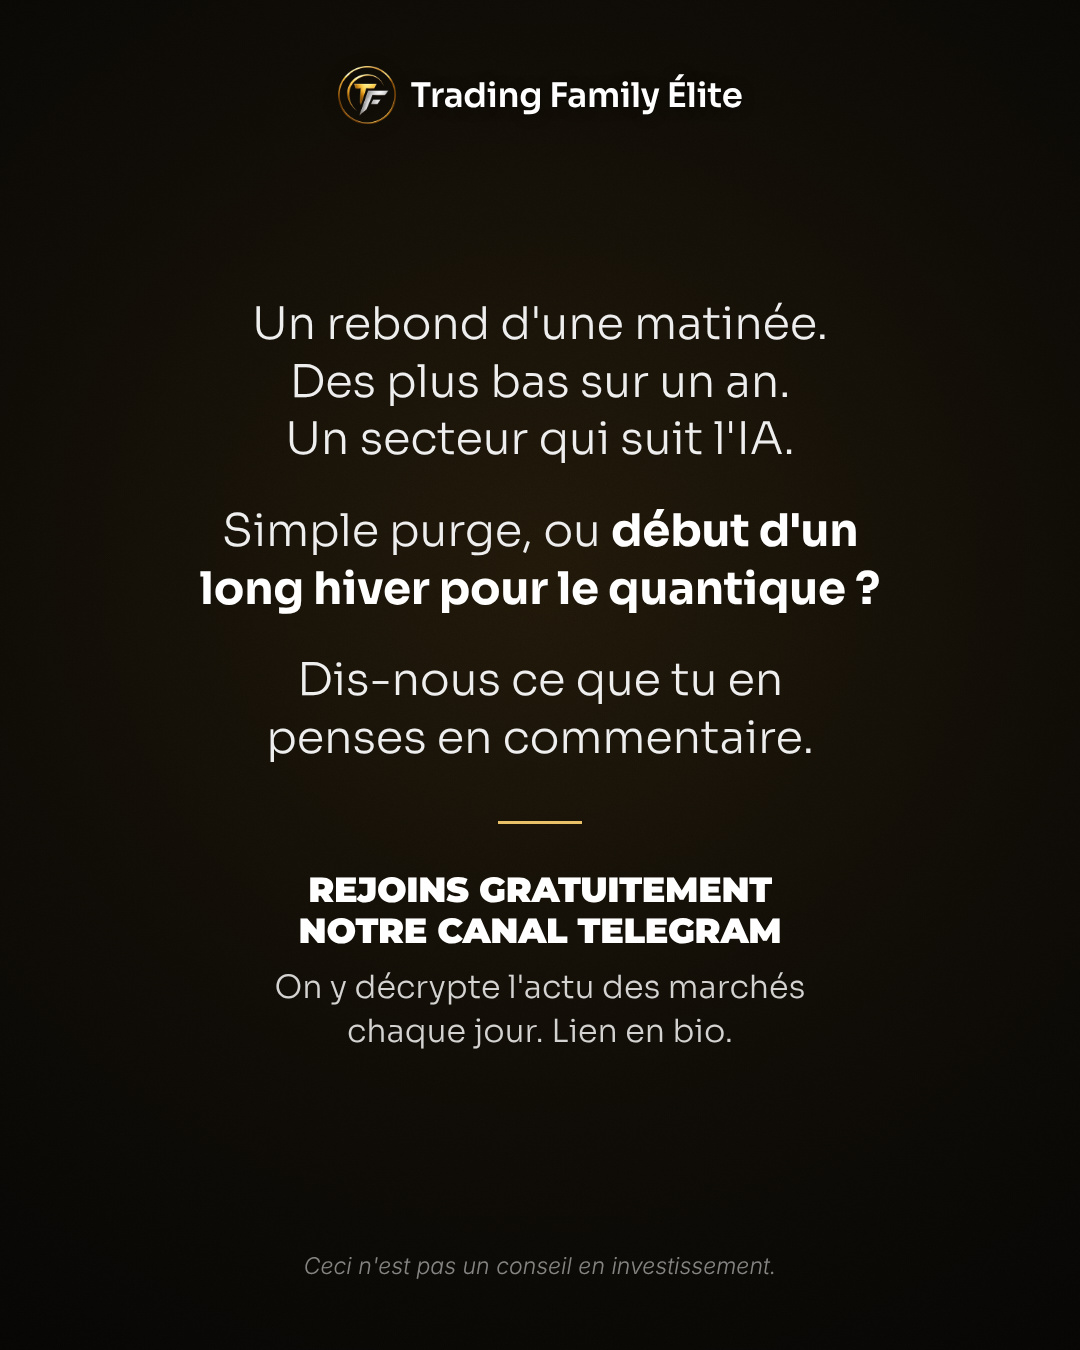 TF Trading Family Élite
Un rebond d'une matinée.
Des plus bas sur un an.
Un secteur qui suit l'IA.
Simple purge, ou début d'un
long hiver pour le quantique ?
Dis-nous ce que tu en
penses en commentaire.
REJOINS GRATUITEMENT
NOTRE CANAL TELEGRAM
On y décrypte l'actu des marchés
chaque jour. Lien en bio.
Ceci n'est pas un conseil en investissement.